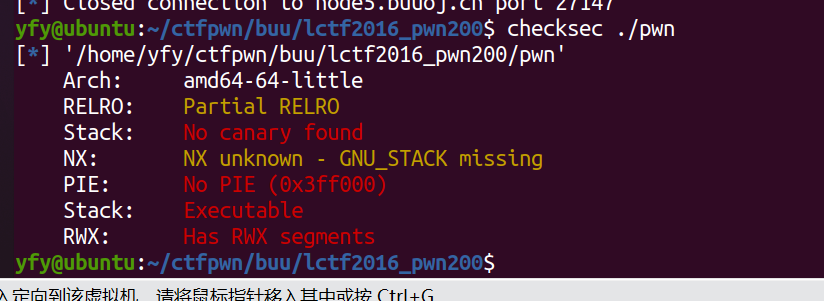 [*] Closed connection to node5.buuoj.cn port 27147
yfy@ubuntu:~/ctfpwn/buu/lctf2016_pwn200$ checksec ./pwn
[*] '/home/yfy/ctfpwn/buu/lctf2016_pwn200/pwn'
Arch: amd64-64-little
RELRO: Partial RELRO
Stack: No canary found
NX: NX unknown - GNU_STACK missing
PIE: No PIE (0x3ff000)
Stack: Executable
RWX: Has RWX segments
yfy@ubuntu:~/ctfpwn/buu/lctf2016_pwn200$
入定向到该虚拟机，请将鼠标指针移入其中或按 Ctrl+G